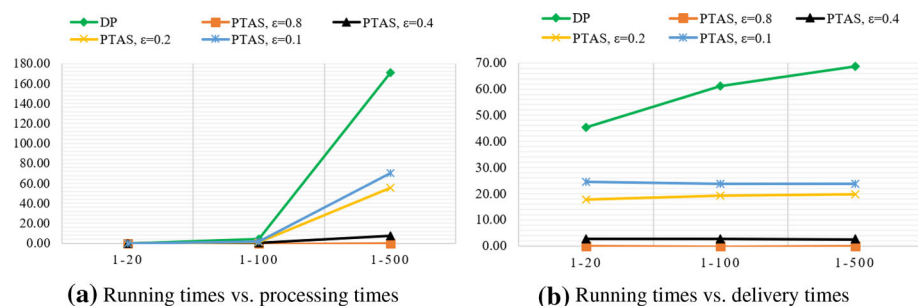 DP
PTAS, ε=0.8
PTAS, ε=0.4
PTAS, ε=0.2
PTAS, ε=0.1
180.00
160.00
140.00
120.00
100.00
80.00
60.00
40.00
20.00
0.00
1-20
1-100
1-500
(a) Running times vs. processing times
DP
PTAS, ε=0.8
PTAS, ε=0.4
PTAS, ε=0.2
PTAS, ε=0.1
70.00
60.00
50.00
40.00
30.00
20.00
10.00
0.00
1-20
1-100
1-500
(b) Running times vs. delivery times